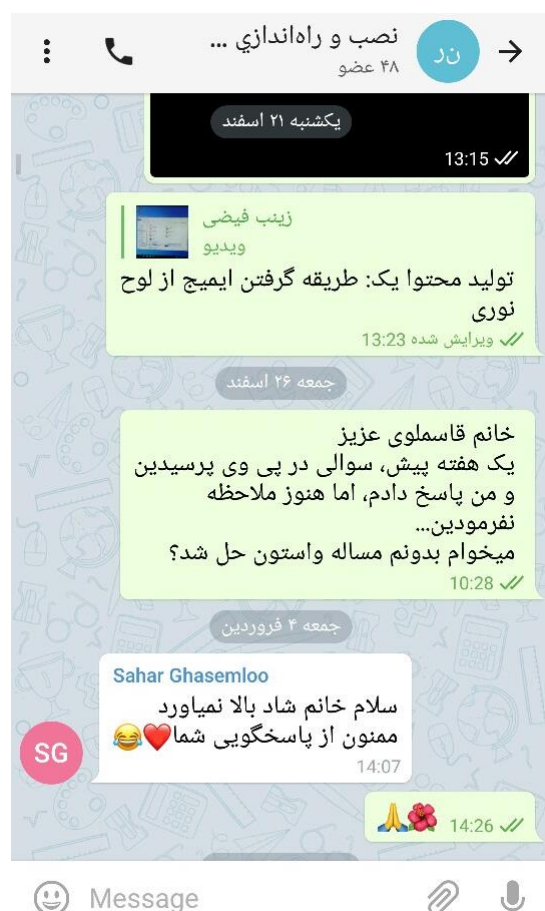 نصب و راه‌اندازي ...
۴۸ عضو
نر
یکشنبه ۲۱ اسفند
13:15
زینب فیضی
ویدیو
تولید محتوا یک: طریقه گرفتن ایمیج از لوح
نوری
ویرایش شده 13:23
جمعه ۲۶ اسفند
خانم قاسملوی عزیز
یک هفته پیش، سوالی در پی وی پرسیدین
و من پاسخ دادم، اما هنوز ملاحظه
نفرمودین...
میخوام بدونم مساله واستون حل شد؟
10:28
جمعه ۴ فروردین
Sahar Ghasemloo
سلام خانم شاد بالا نمیاورد
ممنون از پاسخگویی شما❤️😂
14:07
SG
🙏🌺 14:26
Message